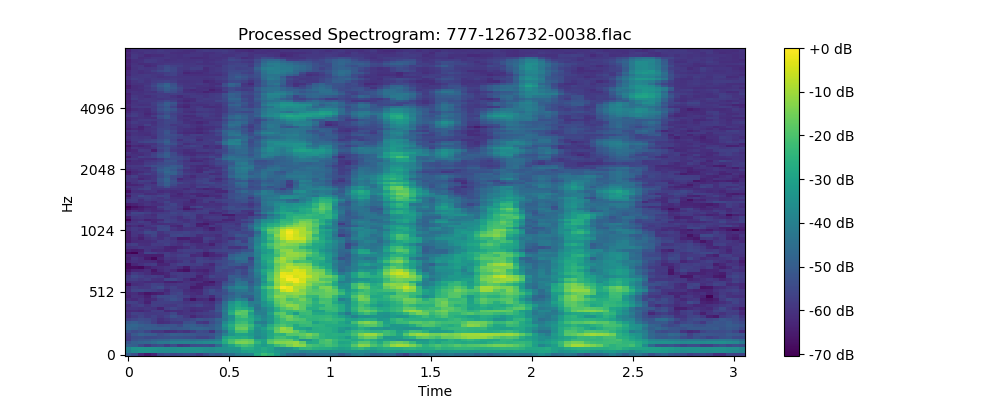 Processed Spectrogram: 777-126732-0038.flac
Hz
4096
2048
1024
512
0
0
0.5
1
1.5
2
2.5
3
Time
+0 dB
-10 dB
-20 dB
-30 dB
-40 dB
-50 dB
-60 dB
-70 dB